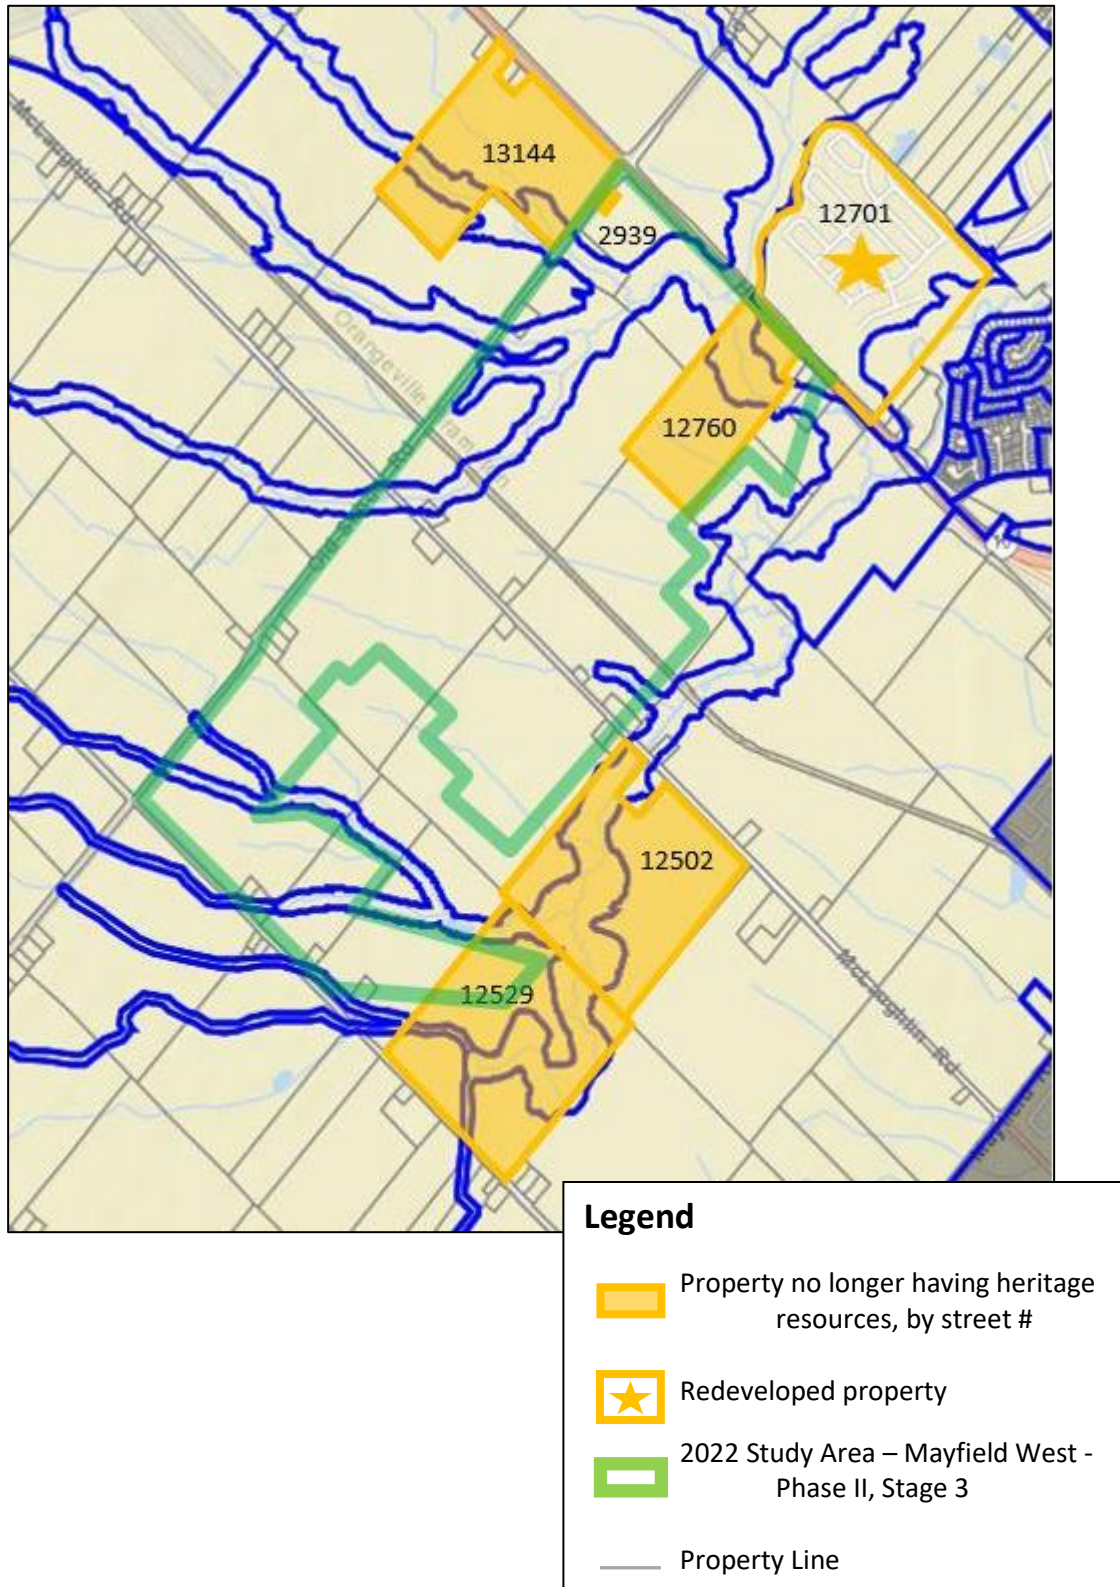 McLaughlin Rd
13144
12701
2939
Orangeville
12760
12502
12529
McLaughlin Rd
Legend
Property no longer having heritage
resources, by street #
Redeveloped property
2022 Study Area – Mayfield West -
Phase II, Stage 3
Property Line